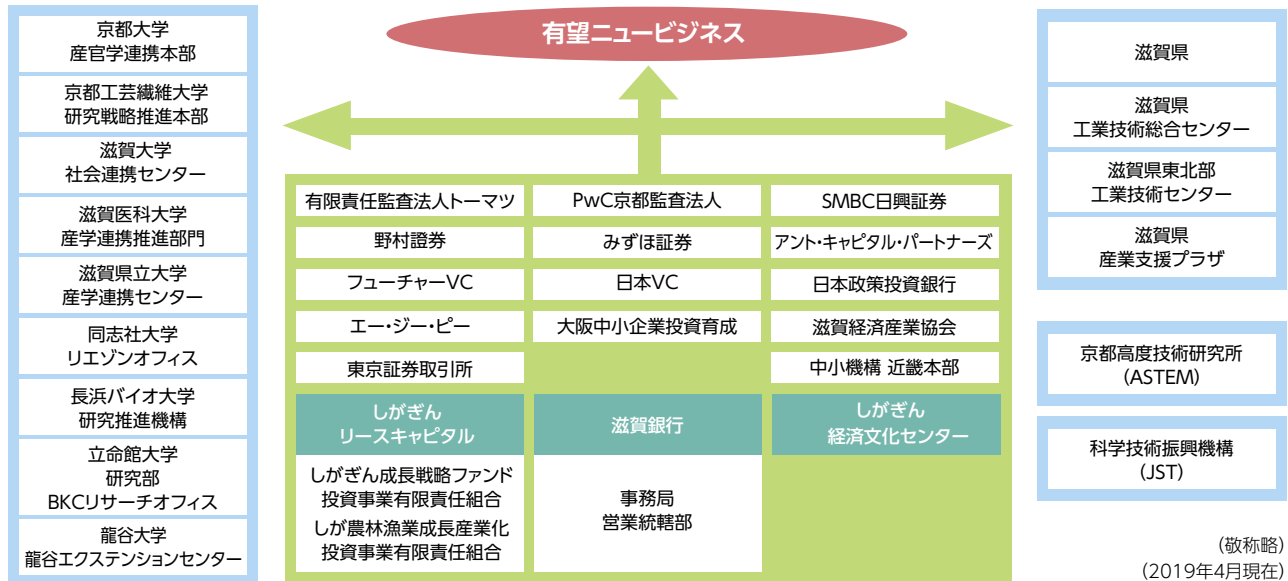 京都大学
産官学連携本部
京都工芸繊維大学
研究戦略推進本部
滋賀大学
社会連携センター
滋賀医科大学
産学連携推進部門
滋賀県立大学
産学連携センター
同志社大学
リエゾンオフィス
長浜バイオ大学
研究推進機構
立命館大学
研究部
BKCリサーチオフィス
龍谷大学
龍谷エクステンションセンター
有望ニュービジネス
有限責任監査法人トーマツ
PwC京都監査法人
SMBC日興証券
野村證券
みずほ証券
アント・キャピタル・パートナーズ
フューチャーVC
日本VC
日本政策投資銀行
エー・ジー・ピー
大阪中小企業投資育成
滋賀経済産業協会
東京証券取引所
中小機構 近畿本部
しがぎん
リースキャピタル
滋賀銀行
しがぎん
経済文化センター
しがぎん成長戦略ファンド
投資事業有限責任組合
しが農林漁業成長産業化
投資事業有限責任組合
事務局
営業統轄部
滋賀県
滋賀県
工業技術総合センター
滋賀県東北部
工業技術センター
滋賀県
産業支援プラザ
京都高度技術研究所
(ASTEM)
科学技術振興機構
(JST)
(敬称略)
(2019年4月現在)